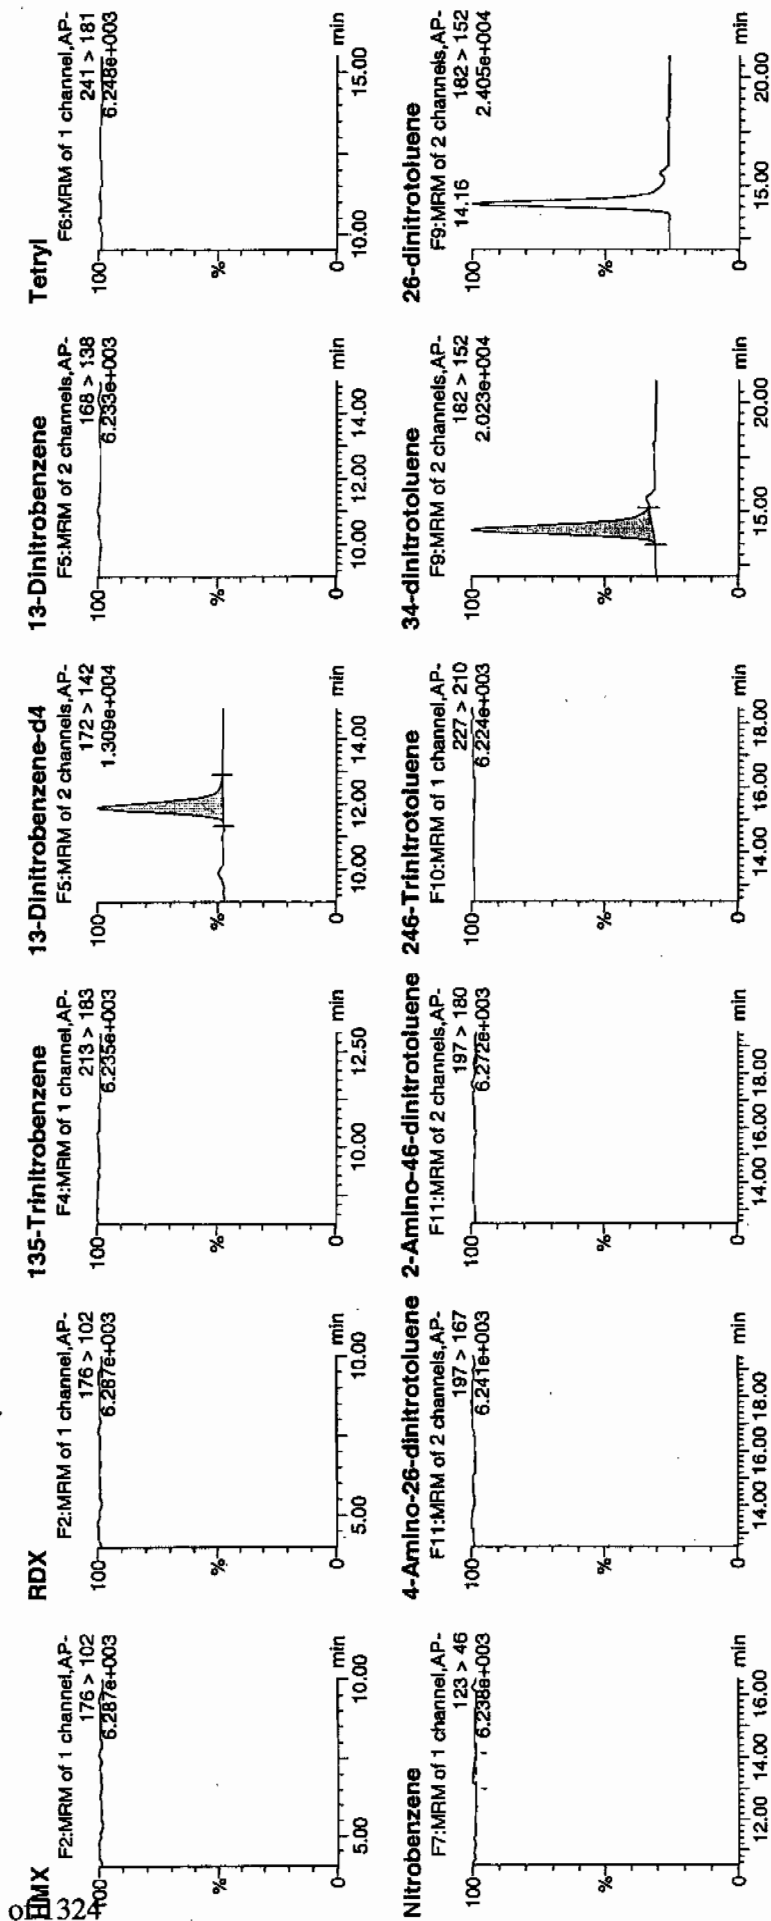 of 1324
HMX
F2:MRM of 1 channel,AP-
176 > 102
6.287e+003
100
%
0
5.00 10.00 min
RDX
F2:MRM of 1 channel,AP-
176 > 102
6.287e+003
100
%
0
5.00 10.00 min
135-Trinitrobenzene
F4:MRM of 1 channel,AP-
213 > 183
6.235e+003
100
%
0
10.00 12.50 min
13-Dinitrobenzene-d4
F5:MRM of 2 channels,AP-
172 > 142
1.309e+004
100
%
0
10.00 12.00 14.00 min
13-Dinitrobenzene
F5:MRM of 2 channels,AP-
168 > 138
6.233e+003
100
%
0
10.00 12.00 14.00 min
Tetryl
F6:MRM of 1 channel,AP-
241 > 181
6.248e+003
100
%
0
10.00 15.00 min
Nitrobenzene
F7:MRM of 1 channel,AP-
123 > 46
6.238e+003
100
%
0
12.00 14.00 16.00 min
4-Amino-26-dinitrotoluene
F11:MRM of 2 channels,AP-
197 > 167
6.241e+003
100
%
0
14.00 16.00 18.00 min
2-Amino-46-dinitrotoluene
F11:MRM of 2 channels,AP-
197 > 180
6.272e+003
100
%
0
14.00 16.00 18.00 min
246-Trinitrotoluene
F10:MRM of 1 channel,AP-
227 > 210
6.224e+003
100
%
0
14.00 16.00 18.00 min
34-dinitrotoluene
F9:MRM of 2 channels,AP-
182 > 152
2.023e+004
100
%
0
15.00 20.00 min
26-dinitrotoluene
F9:MRM of 2 channels,AP-
14.16
182 > 152
2.405e+004
100
%
0
15.00 20.00 min